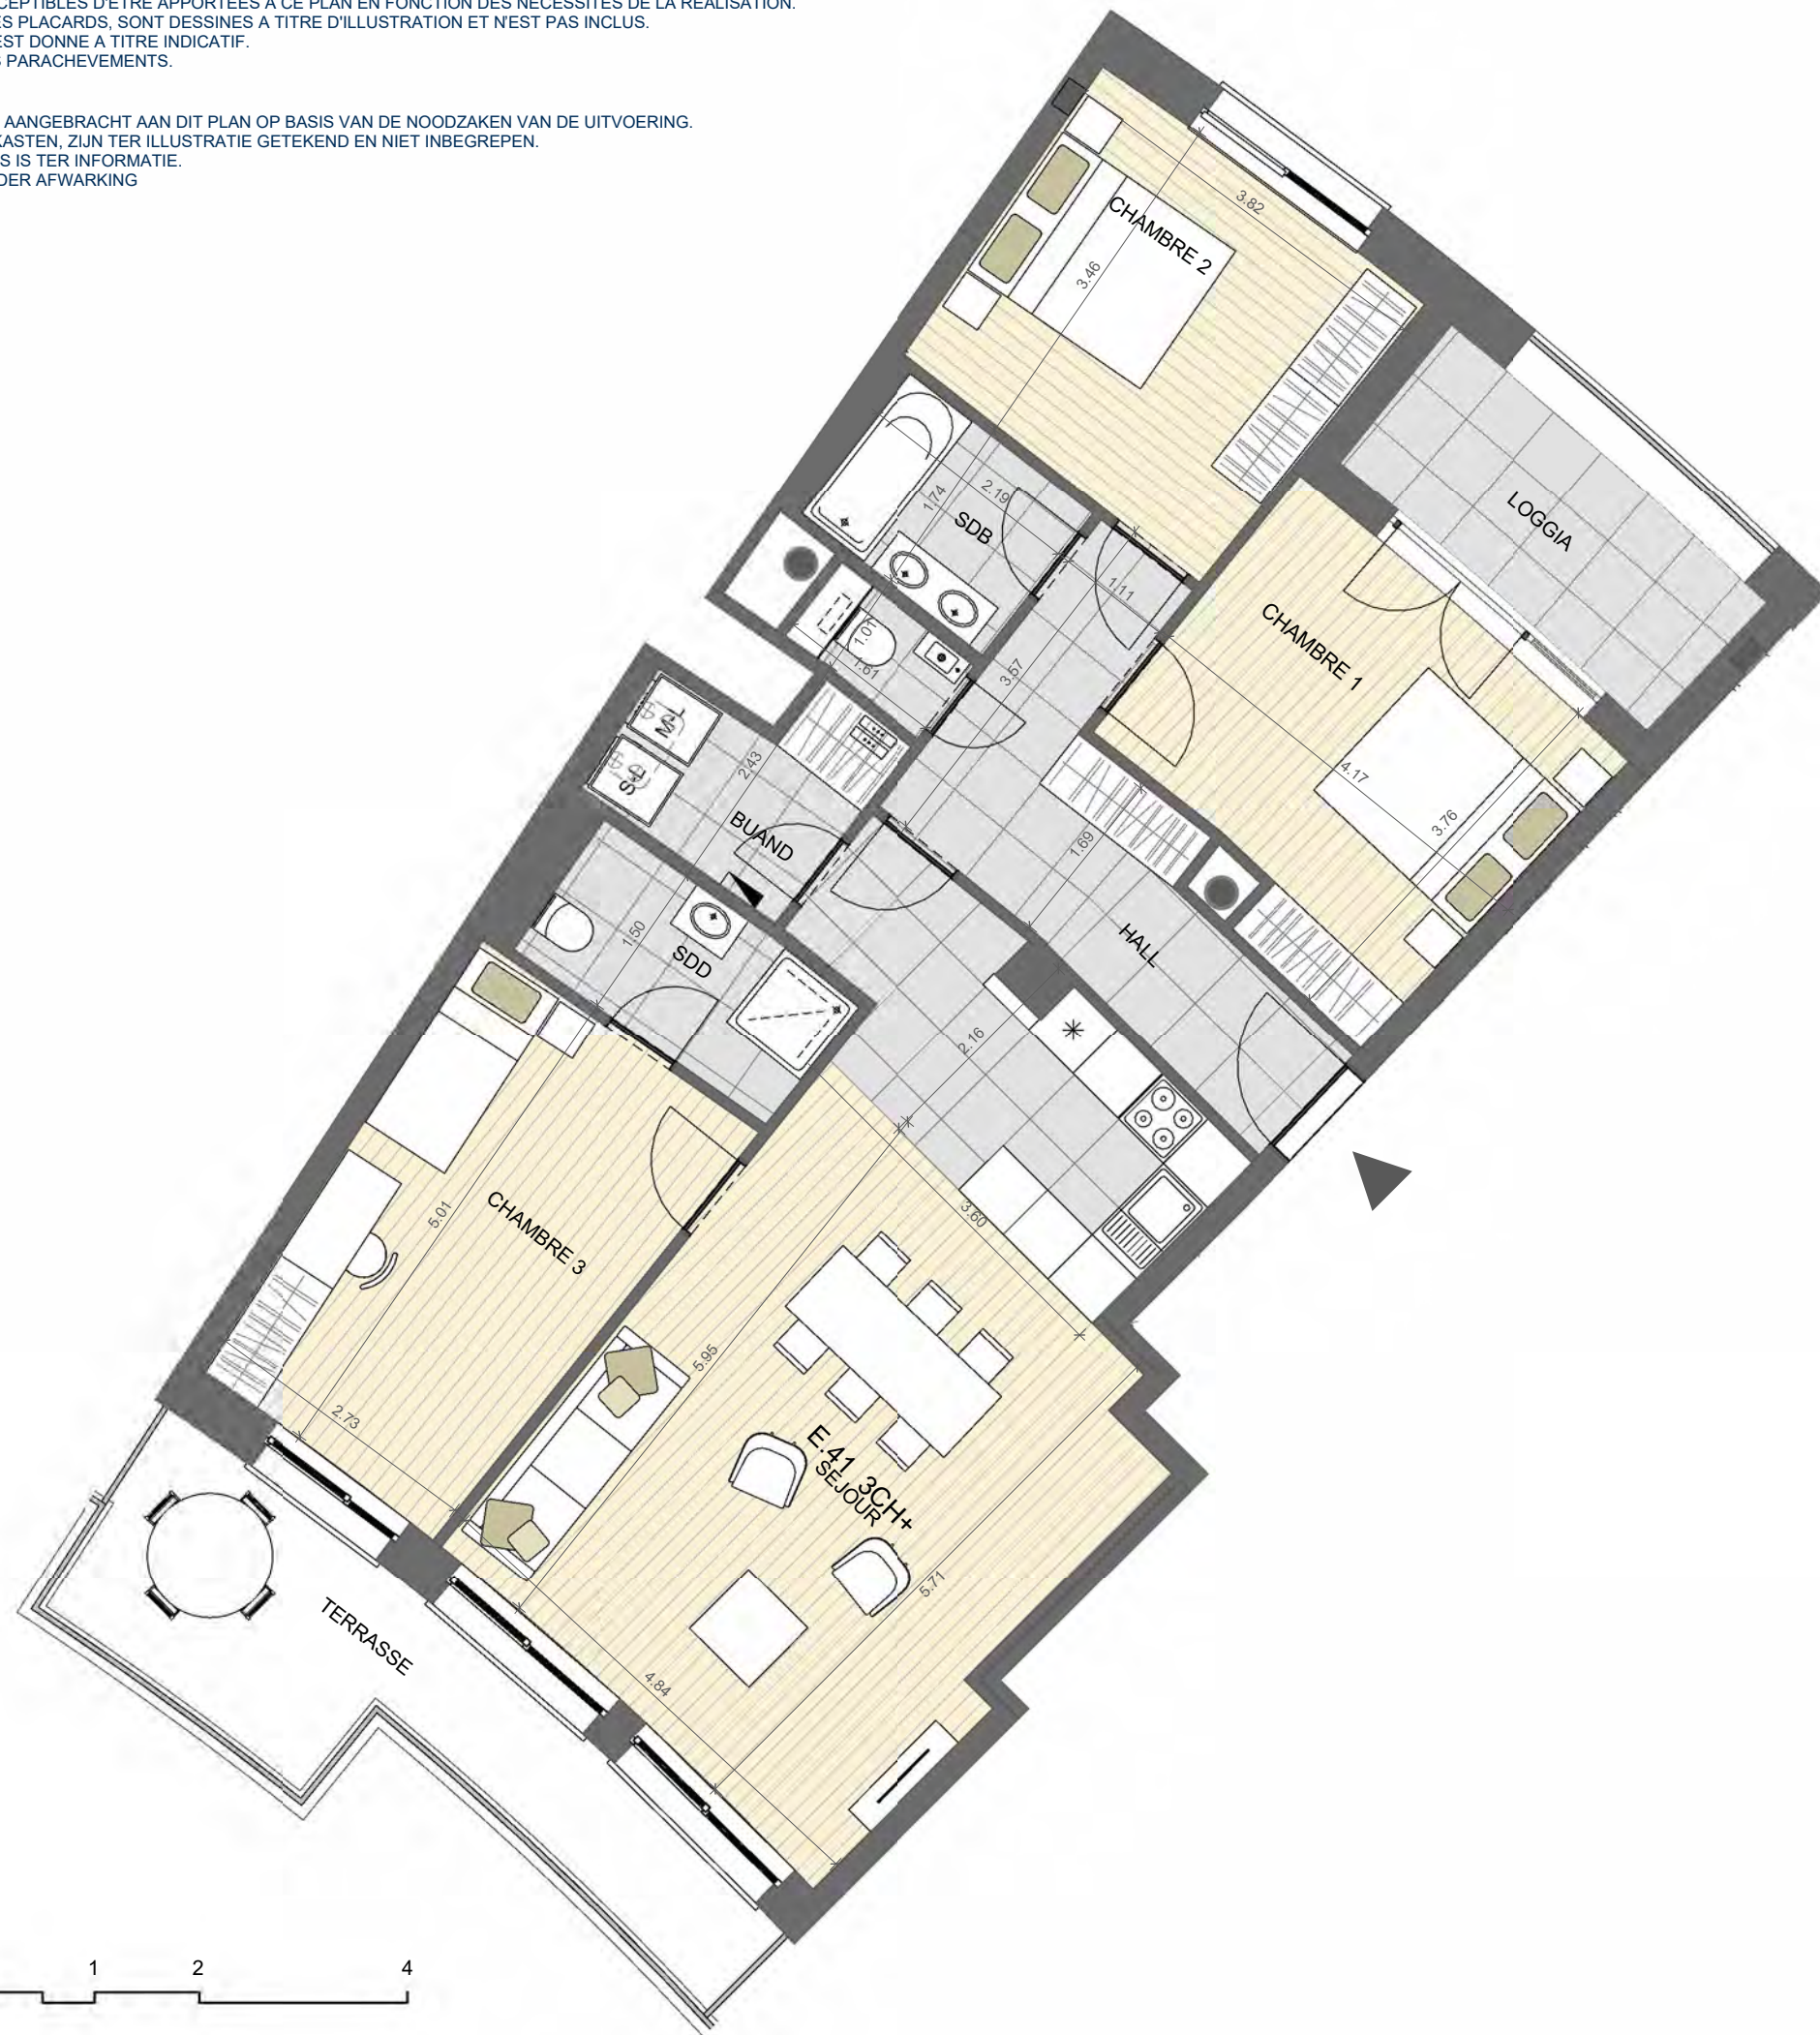 CEPTIBLES D'ETRE APPORTEES A CE PLAN EN FONCTION DES NECESSITES DE LA REALISATION.
ES PLACARDS, SONT DESSINES A TITRE D'ILLUSTRATION ET N'EST PAS INCLUS.
EST DONNE A TITRE INDICATIF.
S PARACHEVEMENTS.
AANGEBRACHT AAN DIT PLAN OP BASIS VAN DE NOODZAKEN VAN DE UITVOERING.
KASTEN, ZIJN TER ILLUSTRATIE GETEKEND EN NIET INBEGREPEN.
S IS TER INFORMATIE.
DER AFWARKING
3.82
CHAMBRE 2
3.46
LOGGIA
2.19
1.74
SDB
1.11
CHAMBRE 1
1.01
1.61
3.57
M-L
S-L
2.43
4.17
3.76
BUAND
1.69
1.50
SDD
HALL
2.16
5.01
CHAMBRE 3
3.60
5.95
2.73
E.41 3CH+
SEJOUR
5.71
TERRASSE
4.84
1 2 4